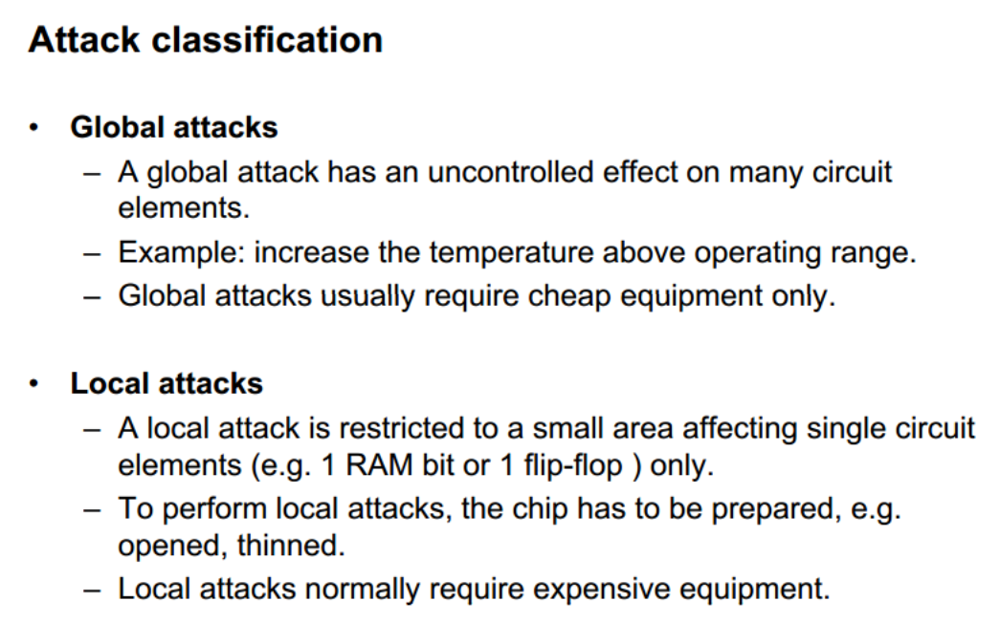 Attack classification
• Global attacks
– A global attack has an uncontrolled effect on many circuit
elements.
– Example: increase the temperature above operating range.
– Global attacks usually require cheap equipment only.
• Local attacks
– A local attack is restricted to a small area affecting single circuit
elements (e.g. 1 RAM bit or 1 flip-flop ) only.
– To perform local attacks, the chip has to be prepared, e.g.
opened, thinned.
– Local attacks normally require expensive equipment.